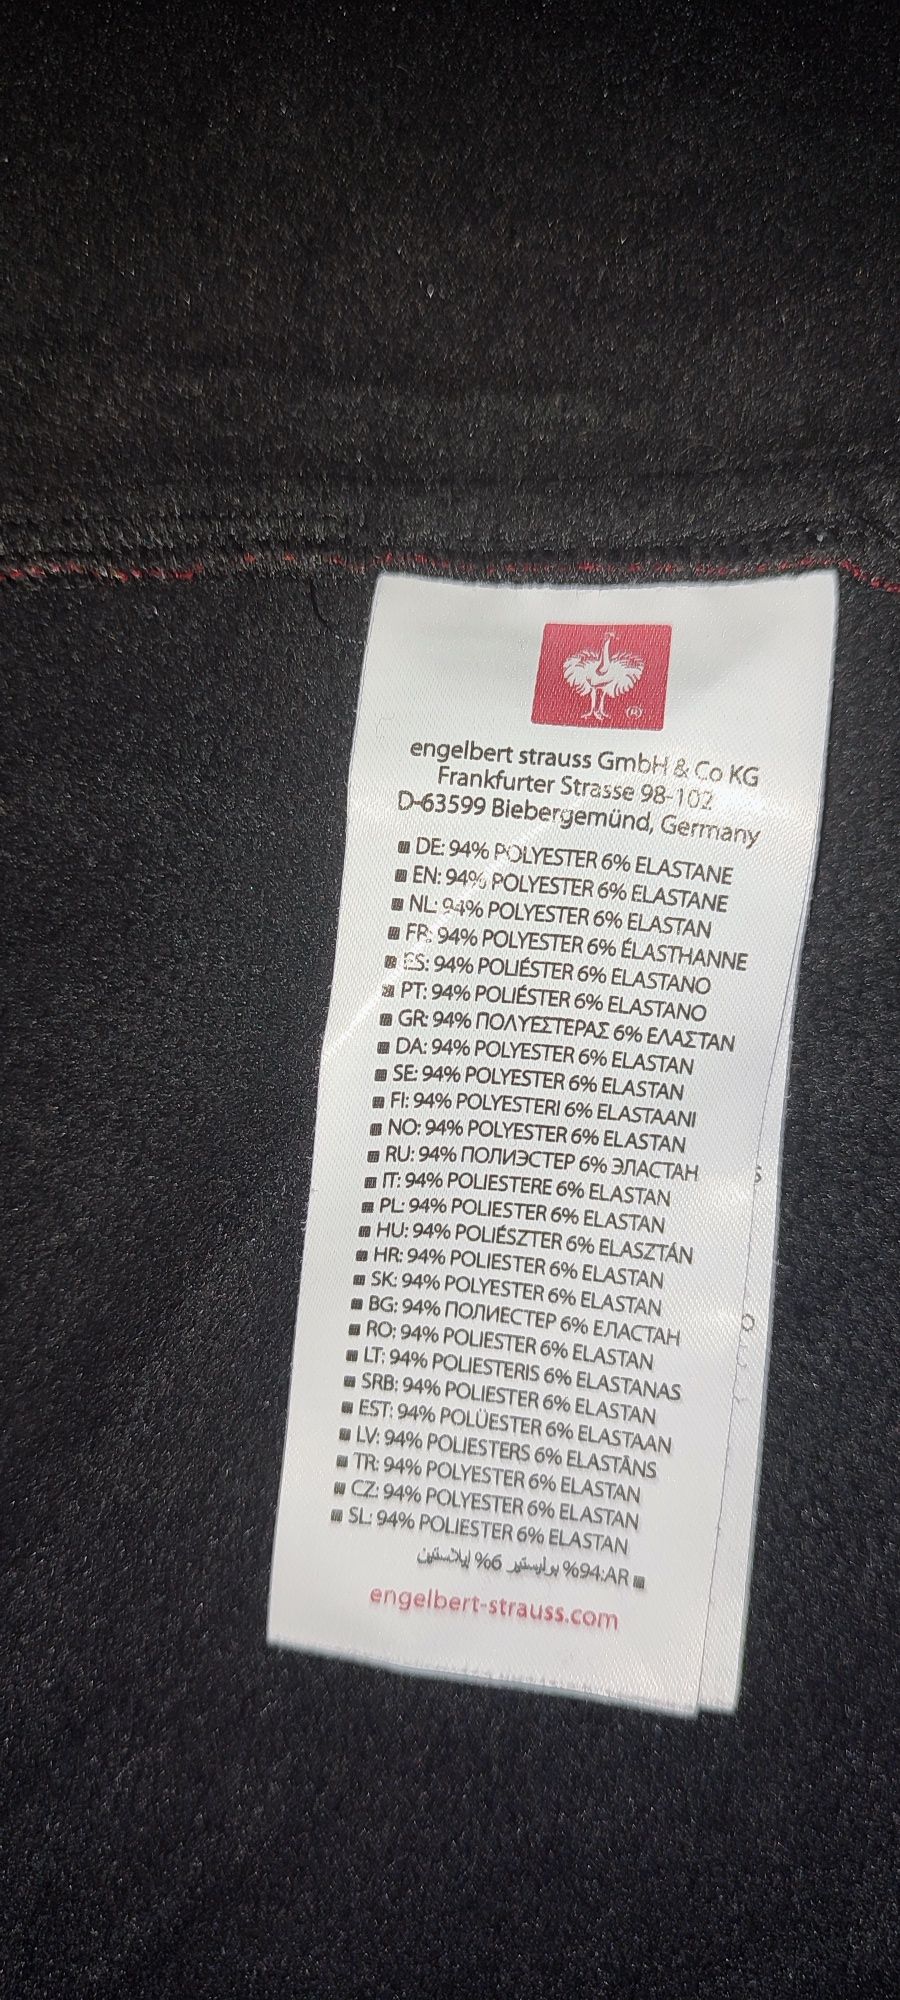 engelbert strauss GmbH & Co KG
Frankfurter Strasse 98-102
D-63599 Biebergemünd, Germany
DE: 94% POLYESTER 6% ELASTANE
EN: 94% POLYESTER 6% ELASTANE
NL: 94% POLYESTER 6% ELASTAN
FR: 94% POLYESTER 6% ÉLASTHANNE
ES: 94% POLIÉSTER 6% ELASTANO
PT: 94% POLIÉSTER 6% ELASTANO
GR: 94% ΠΟΛΥΕΣΤΕΡΑΣ 6% ΕΛΑΣΤΑΝ
DA: 94% POLYESTER 6% ELASTAN
SE: 94% POLYESTER 6% ELASTAN
FI: 94% POLYESTERI 6% ELASTAANI
NO: 94% POLYESTER 6% ELASTAN
RU: 94% ПОЛИЭСТЕР 6% ЭЛАСТАН
IT: 94% POLIESTERE 6% ELASTAN
PL: 94% POLIESTER 6% ELASTAN
HU: 94% POLIÉSZTER 6% ELASZTÁN
HR: 94% POLIESTER 6% ELASTAN
SK: 94% POLYESTER 6% ELASTAN
BG: 94% ПОЛИЕСТЕР 6% ЕЛАСТАН
RO: 94% POLIESTER 6% ELASTAN
LT: 94% POLIESTERIS 6% ELASTANAS
SRB: 94% POLIESTER 6% ELASTAN
EST: 94% POLÜESTER 6% ELASTAAN
LV: 94% POLIESTERS 6% ELASTĀNS
TR: 94% POLYESTER 6% ELASTAN
CZ: 94% POLYESTER 6% ELASTAN
SL: 94% POLIESTER 6% ELASTAN
AR: 94% بوليستير 6%
engelbert-strauss.com